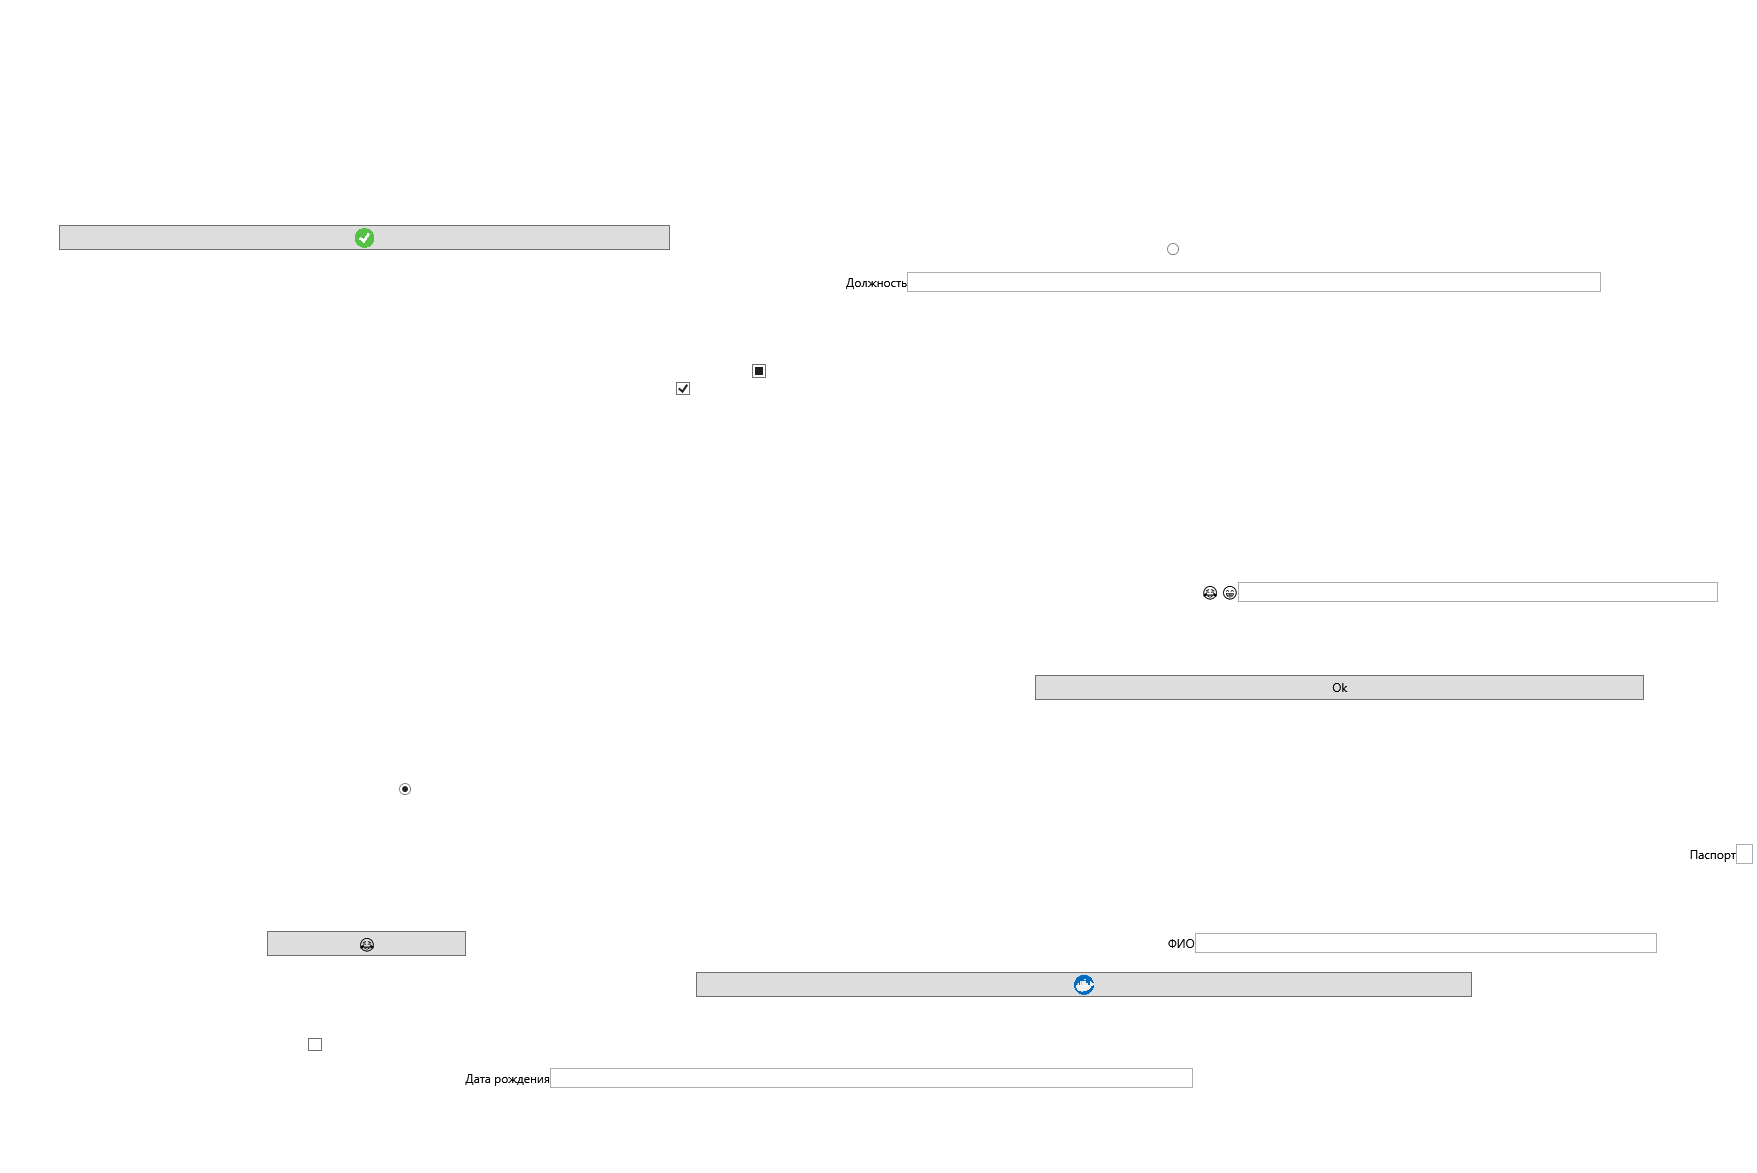 Должность
😂 😁
Ok
Паспорт
😂
ФИО
Дата рождения